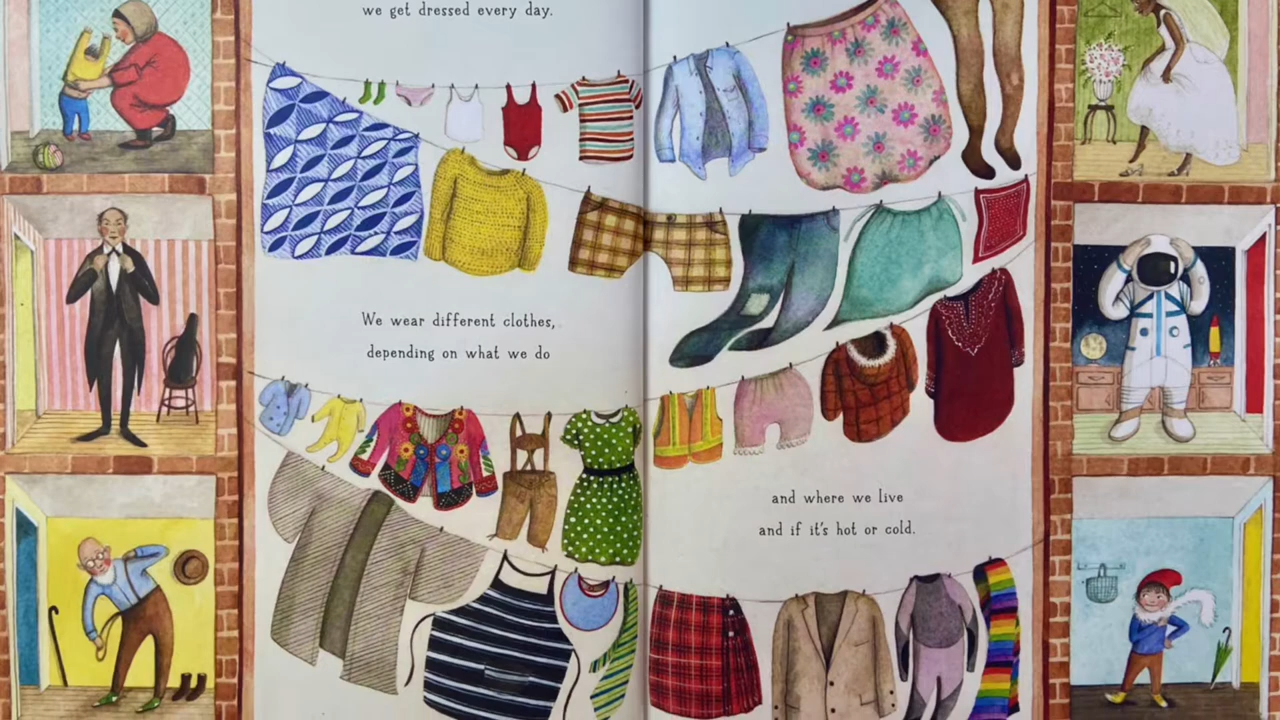 we get dressed every day.
We wear different clothes,
depending on what we do
and where we live
and if it's hot or cold.